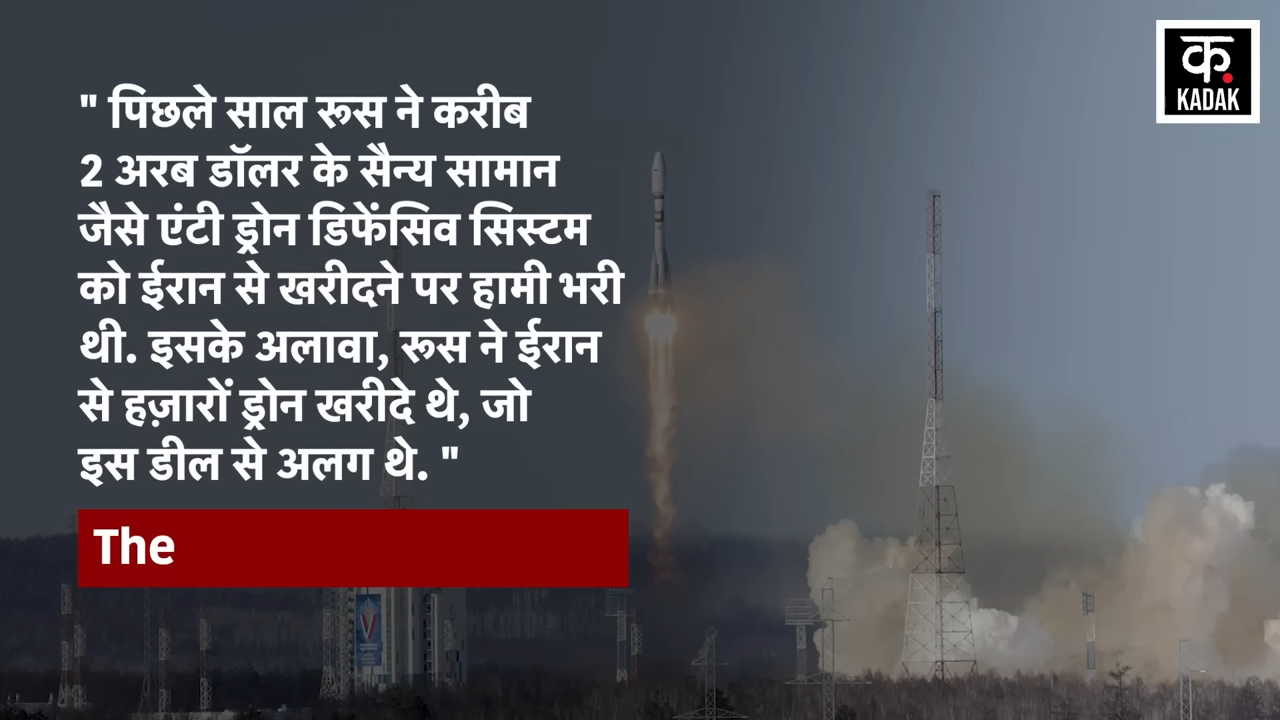 क.
KADAK
" पिछले साल रूस ने करीब
2 अरब डॉलर के सैन्य सामान
जैसे एंटी ड्रोन डिफेंसिव सिस्टम
को ईरान से खरीदने पर हामी भरी
थी. इसके अलावा, रूस ने ईरान
से हज़ारों ड्रोन खरीदे थे, जो
इस डील से अलग थे. "
The